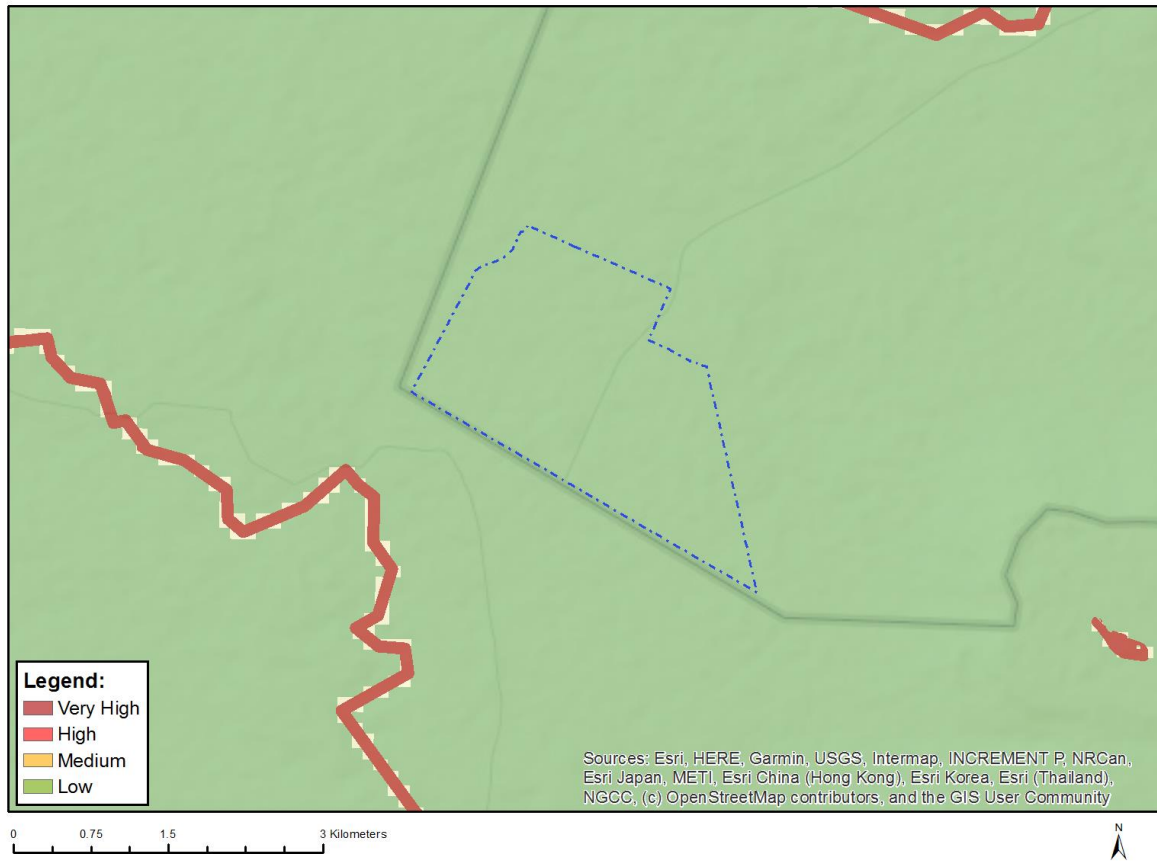 Legend:
Very High
High
Medium
Low
Sources: Esri, HERE, Garmin, USGS, Intermap, INCREMENT P, NRCan,
Esri Japan, METI, Esri China (Hong Kong), Esri Korea, Esri (Thailand),
NGCC, (c) OpenStreetMap contributors, and the GIS User Community
0 0.75 1.5 3 Kilometers
N